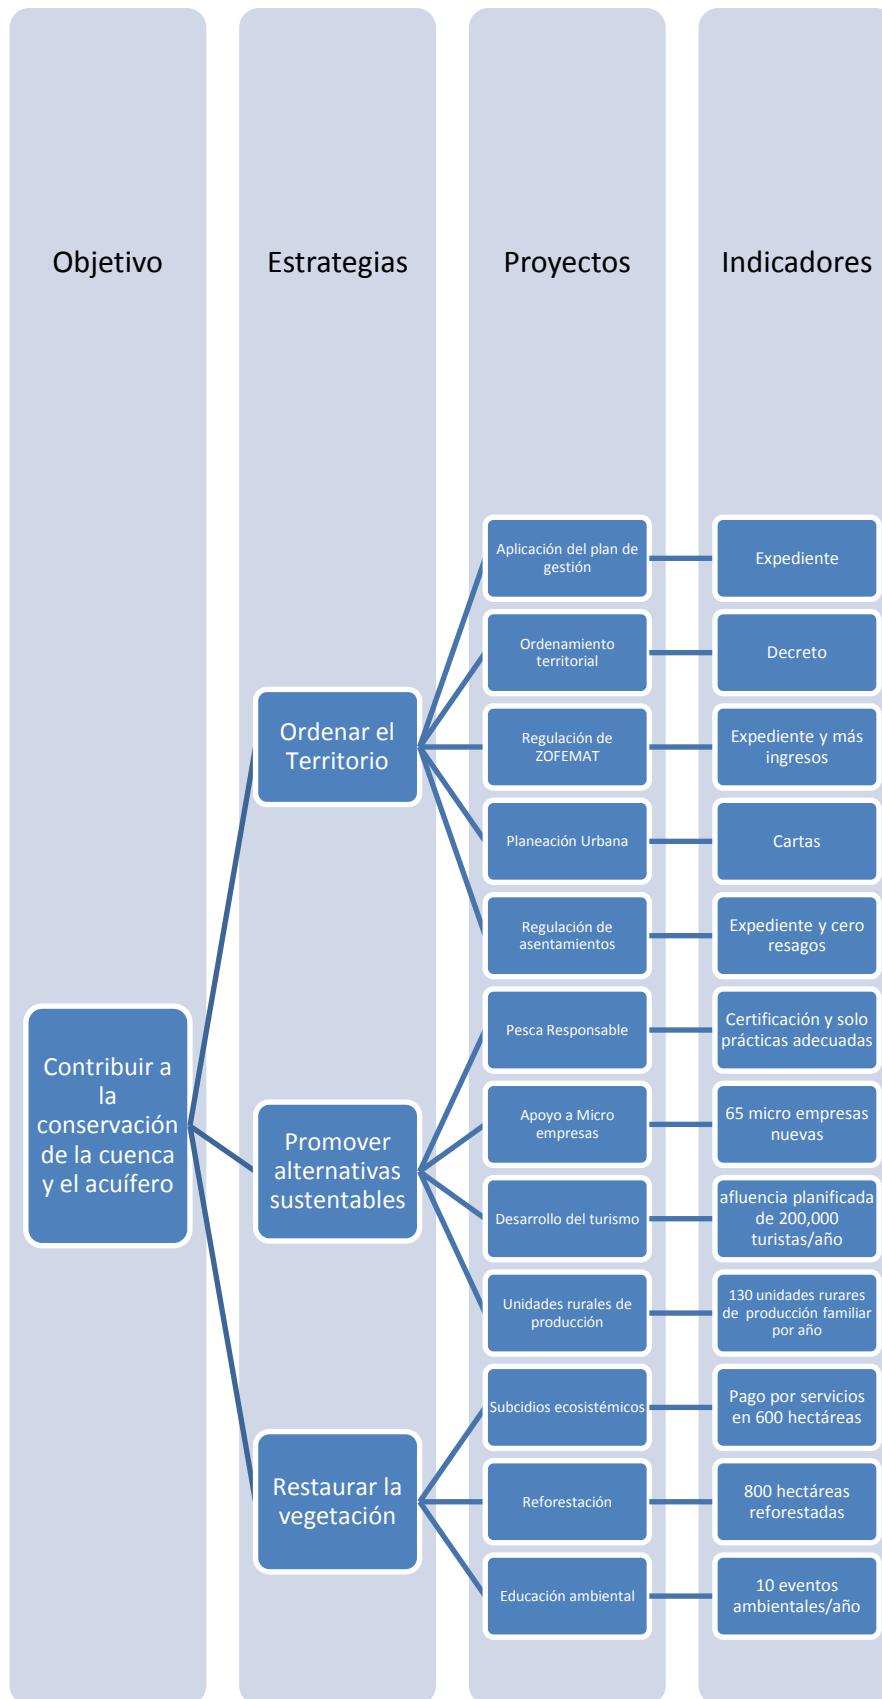 Objetivo
Estrategias
Proyectos
Indicadores
Contribuir a
la
conservación
de la cuenca
y el acuífero
Ordenar el
Territorio
Aplicación del plan de
gestión
Expediente
Ordenamiento
territorial
Decreto
Regulación de
ZOFEMAT
Expediente y más
ingresos
Planeación Urbana
Cartas
Regulación de
asentamientos
Expediente y cero
resagos
Promover
alternativas
sustentables
Pesca Responsable
Certificación y solo
prácticas adecuadas
Apoyo a Micro
empresas
65 micro empresas
nuevas
Desarrollo del turismo
afluencia planificada
de 200,000
turistas/año
Unidades rurales de
producción
130 unidades rurares
de producción familiar
por año
Restaurar la
vegetación
Subcidios ecosistémicos
Pago por servicios
en 600 hectáreas
Reforestación
800 hectáreas
reforestadas
Educación ambiental
10 eventos
ambientales/año